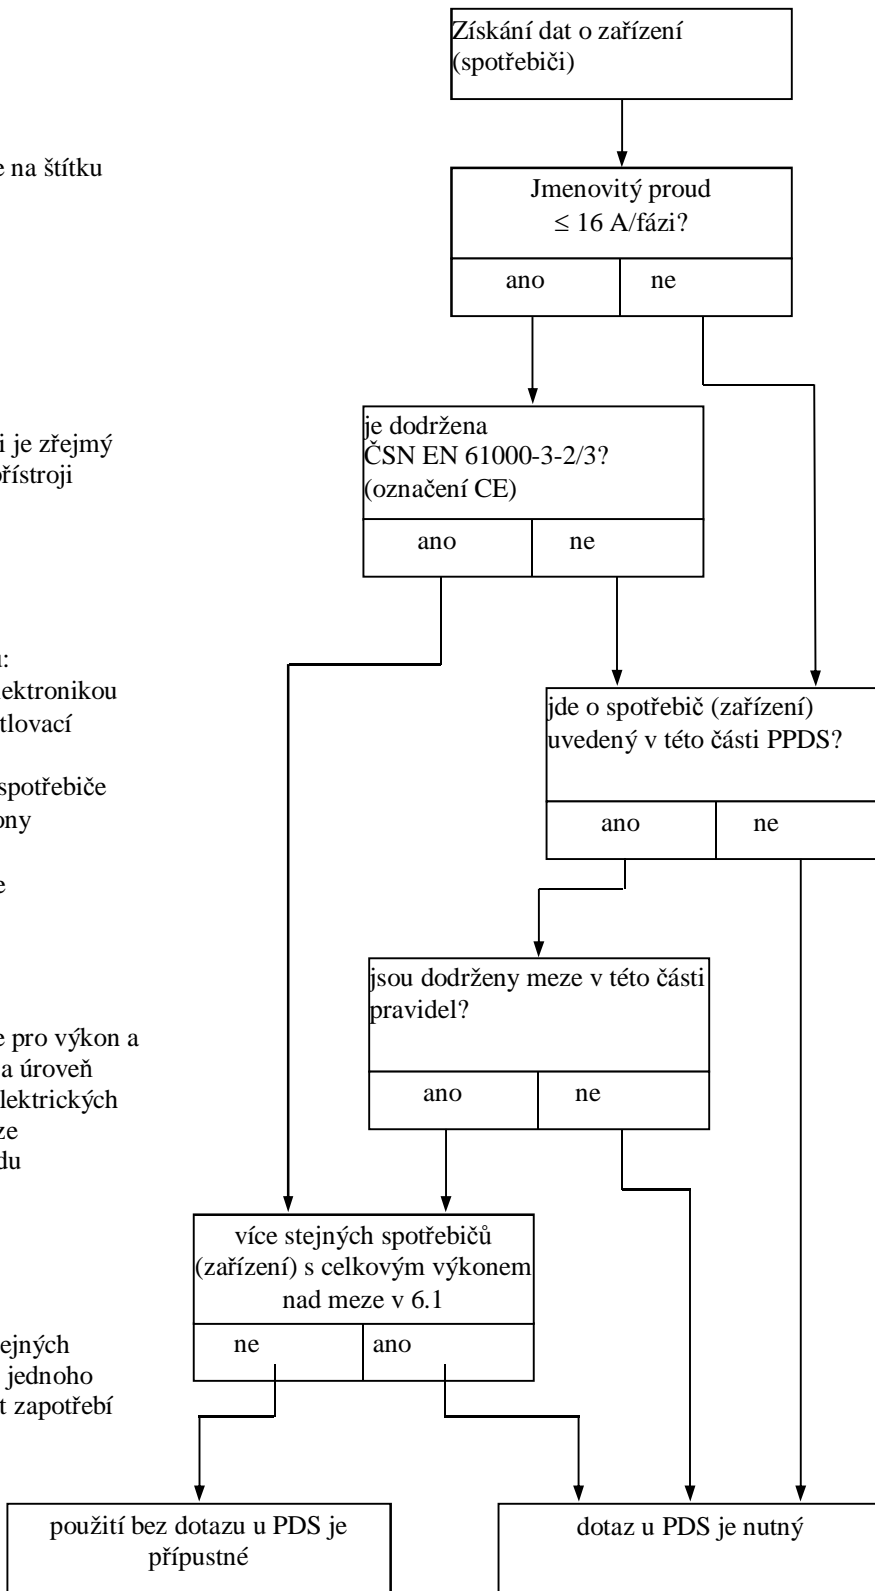 Získání dat o zařízení
(spotřebiči)
e na štítku
Jmenovitý proud
≤ 16 A/fázi?
ano
ne
je dodržena
ČSN EN 61000-3-2/3?
(označení CE)
i je zřejmý
přístroji
ano
ne
u:
lektronikou
tlovací
spotřebiče
ony
e
jde o spotřebič (zařízení)
uvedený v této části PPDS?
ano
ne
jsou dodrženy meze v této části
pravidel?
e pro výkon a
a úroveň
lektrických
ze
du
ano
ne
více stejných spotřebičů
(zařízení) s celkovým výkonem
nad meze v 6.1
ne
ano
ejných
jednoho
t zapotřebí
použití bez dotazu u PDS je
přípustné
dotaz u PDS je nutný